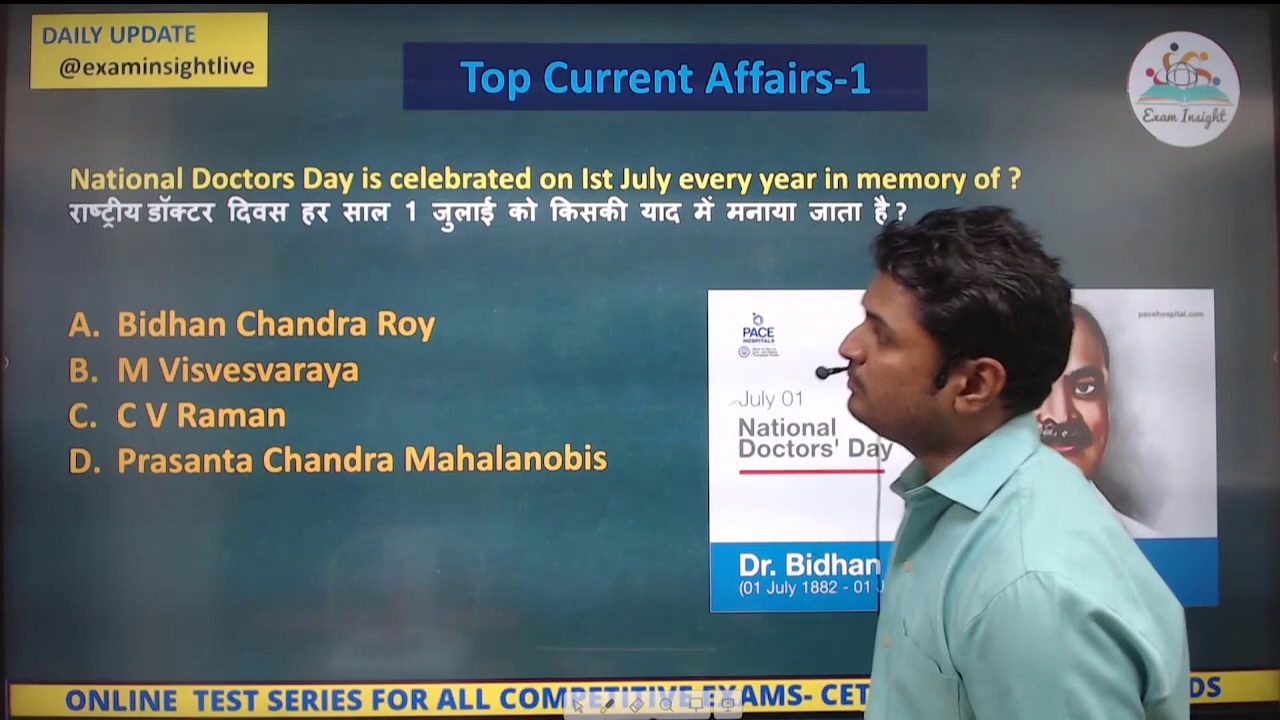 DAILY UPDATE
@examinsightlive
Top Current Affairs-1
Exam Insight
National Doctors Day is celebrated on Ist July every year in memory of ?
राष्ट्रीय डॉक्टर दिवस हर साल 1 जुलाई को किसकी याद में मनाया जाता है ?
A. Bidhan Chandra Roy
B. M Visvesvaraya
C. C V Raman
D. Prasanta Chandra Mahalanobis
pacehospital.com
PACE
HOSPITALS
July 01
National
Doctors' Day
Dr. Bidhan
(01 July 1882 - 01 J
ONLINE TEST SERIES FOR ALL COMPETITIVE EXAMS- CET
DS